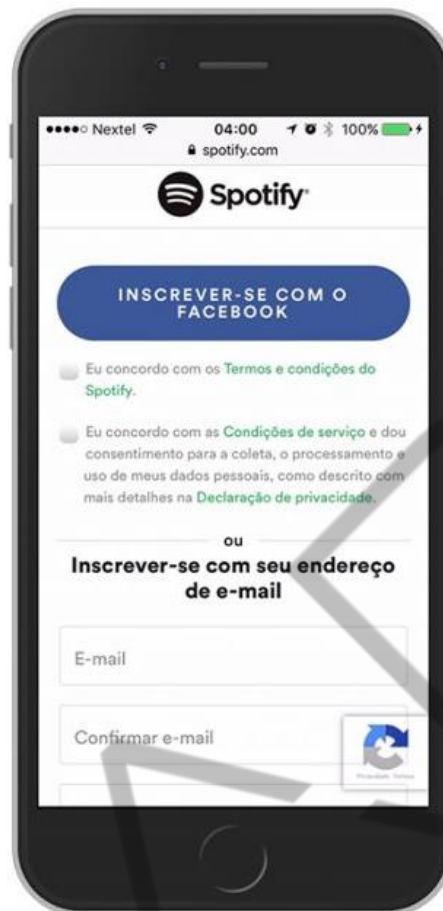 Nextel 04:00 100%
spotify.com
Spotify
INSCREVER-SE COM O
FACEBOOK
Eu concordo com os Termos e condições do
Spotify.
Eu concordo com as Condições de serviço e dou
consentimento para a coleta, o processamento e
uso de meus dados pessoais, como descrito com
mais detalhes na Declaração de privacidade.
ou
Inscrever-se com seu endereço
de e-mail
E-mail
Confirmar e-mail
Privacidade Termos